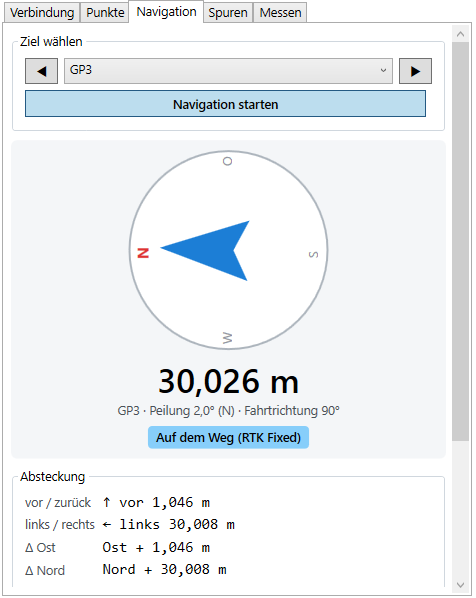 Verbindung Punkte Navigation Spuren Messen
Ziel wählen
◀ GP3 ▶
Navigation starten
O
N
S
W
30,026 m
GP3 · Peilung 2,0° (N) · Fahrtrichtung 90°
Auf dem Weg (RTK Fixed)
Absteckung
vor / zurück ↑ vor 1,046 m
links / rechts ← links 30,008 m
Δ Ost Ost + 1,046 m
Δ Nord Nord + 30,008 m